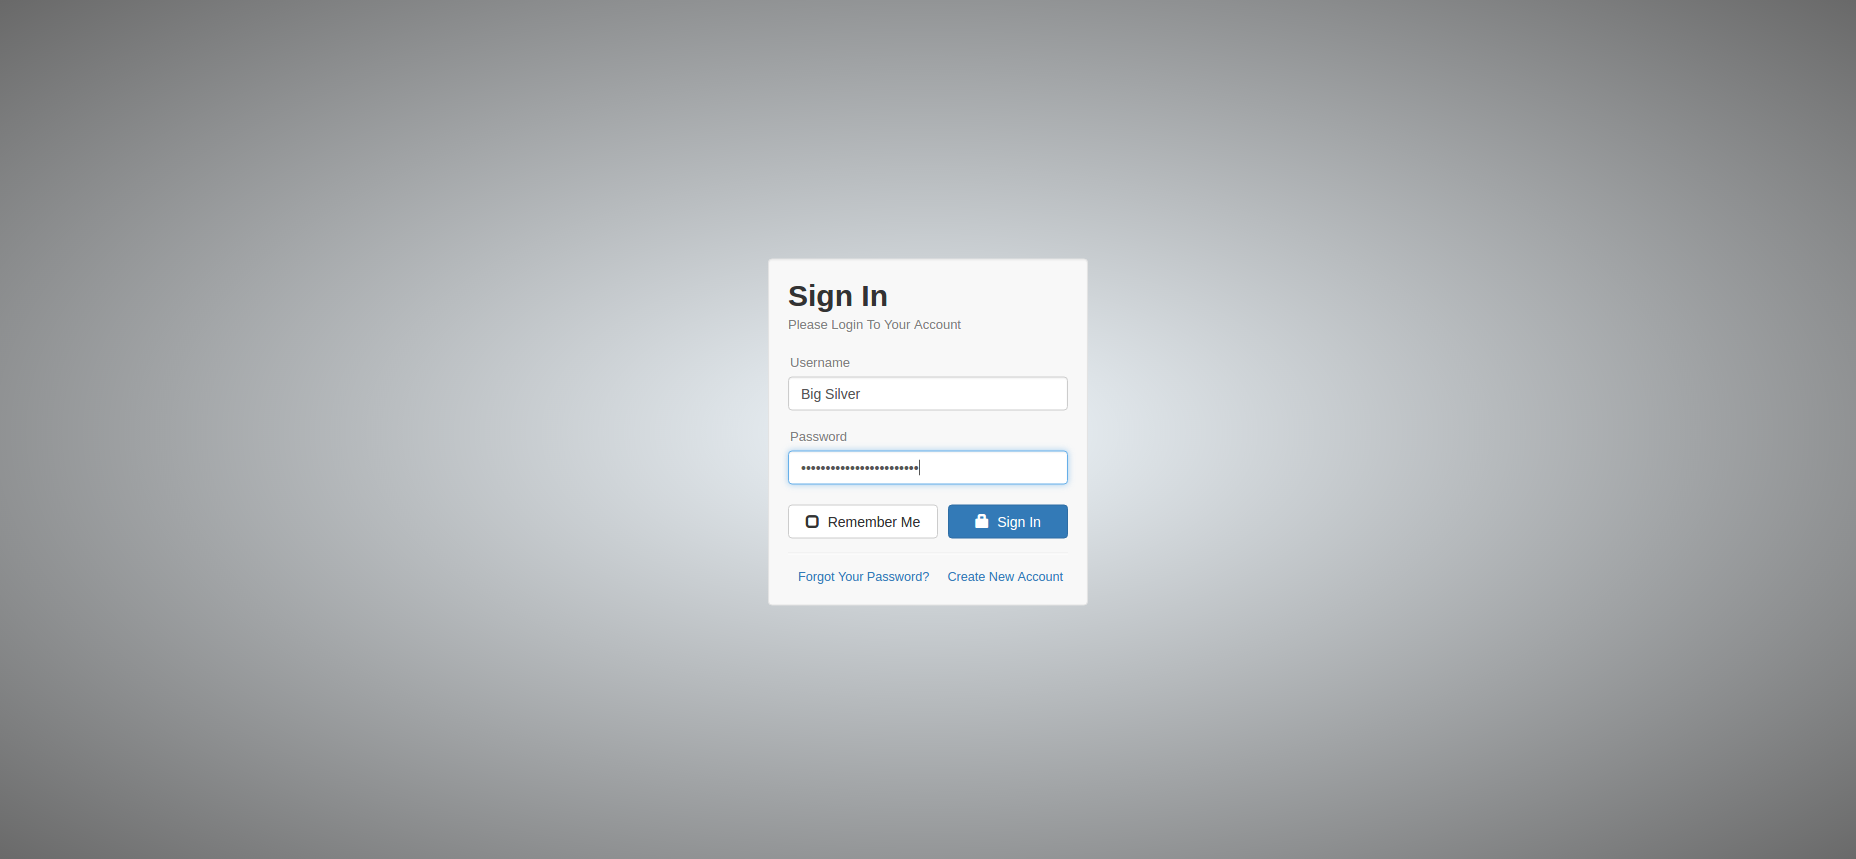 Sign In
Please Login To Your Account
Username
Big Silver
Password
••••••••••••••••••••••••
Remember Me
Sign In
Forgot Your Password?
Create New Account